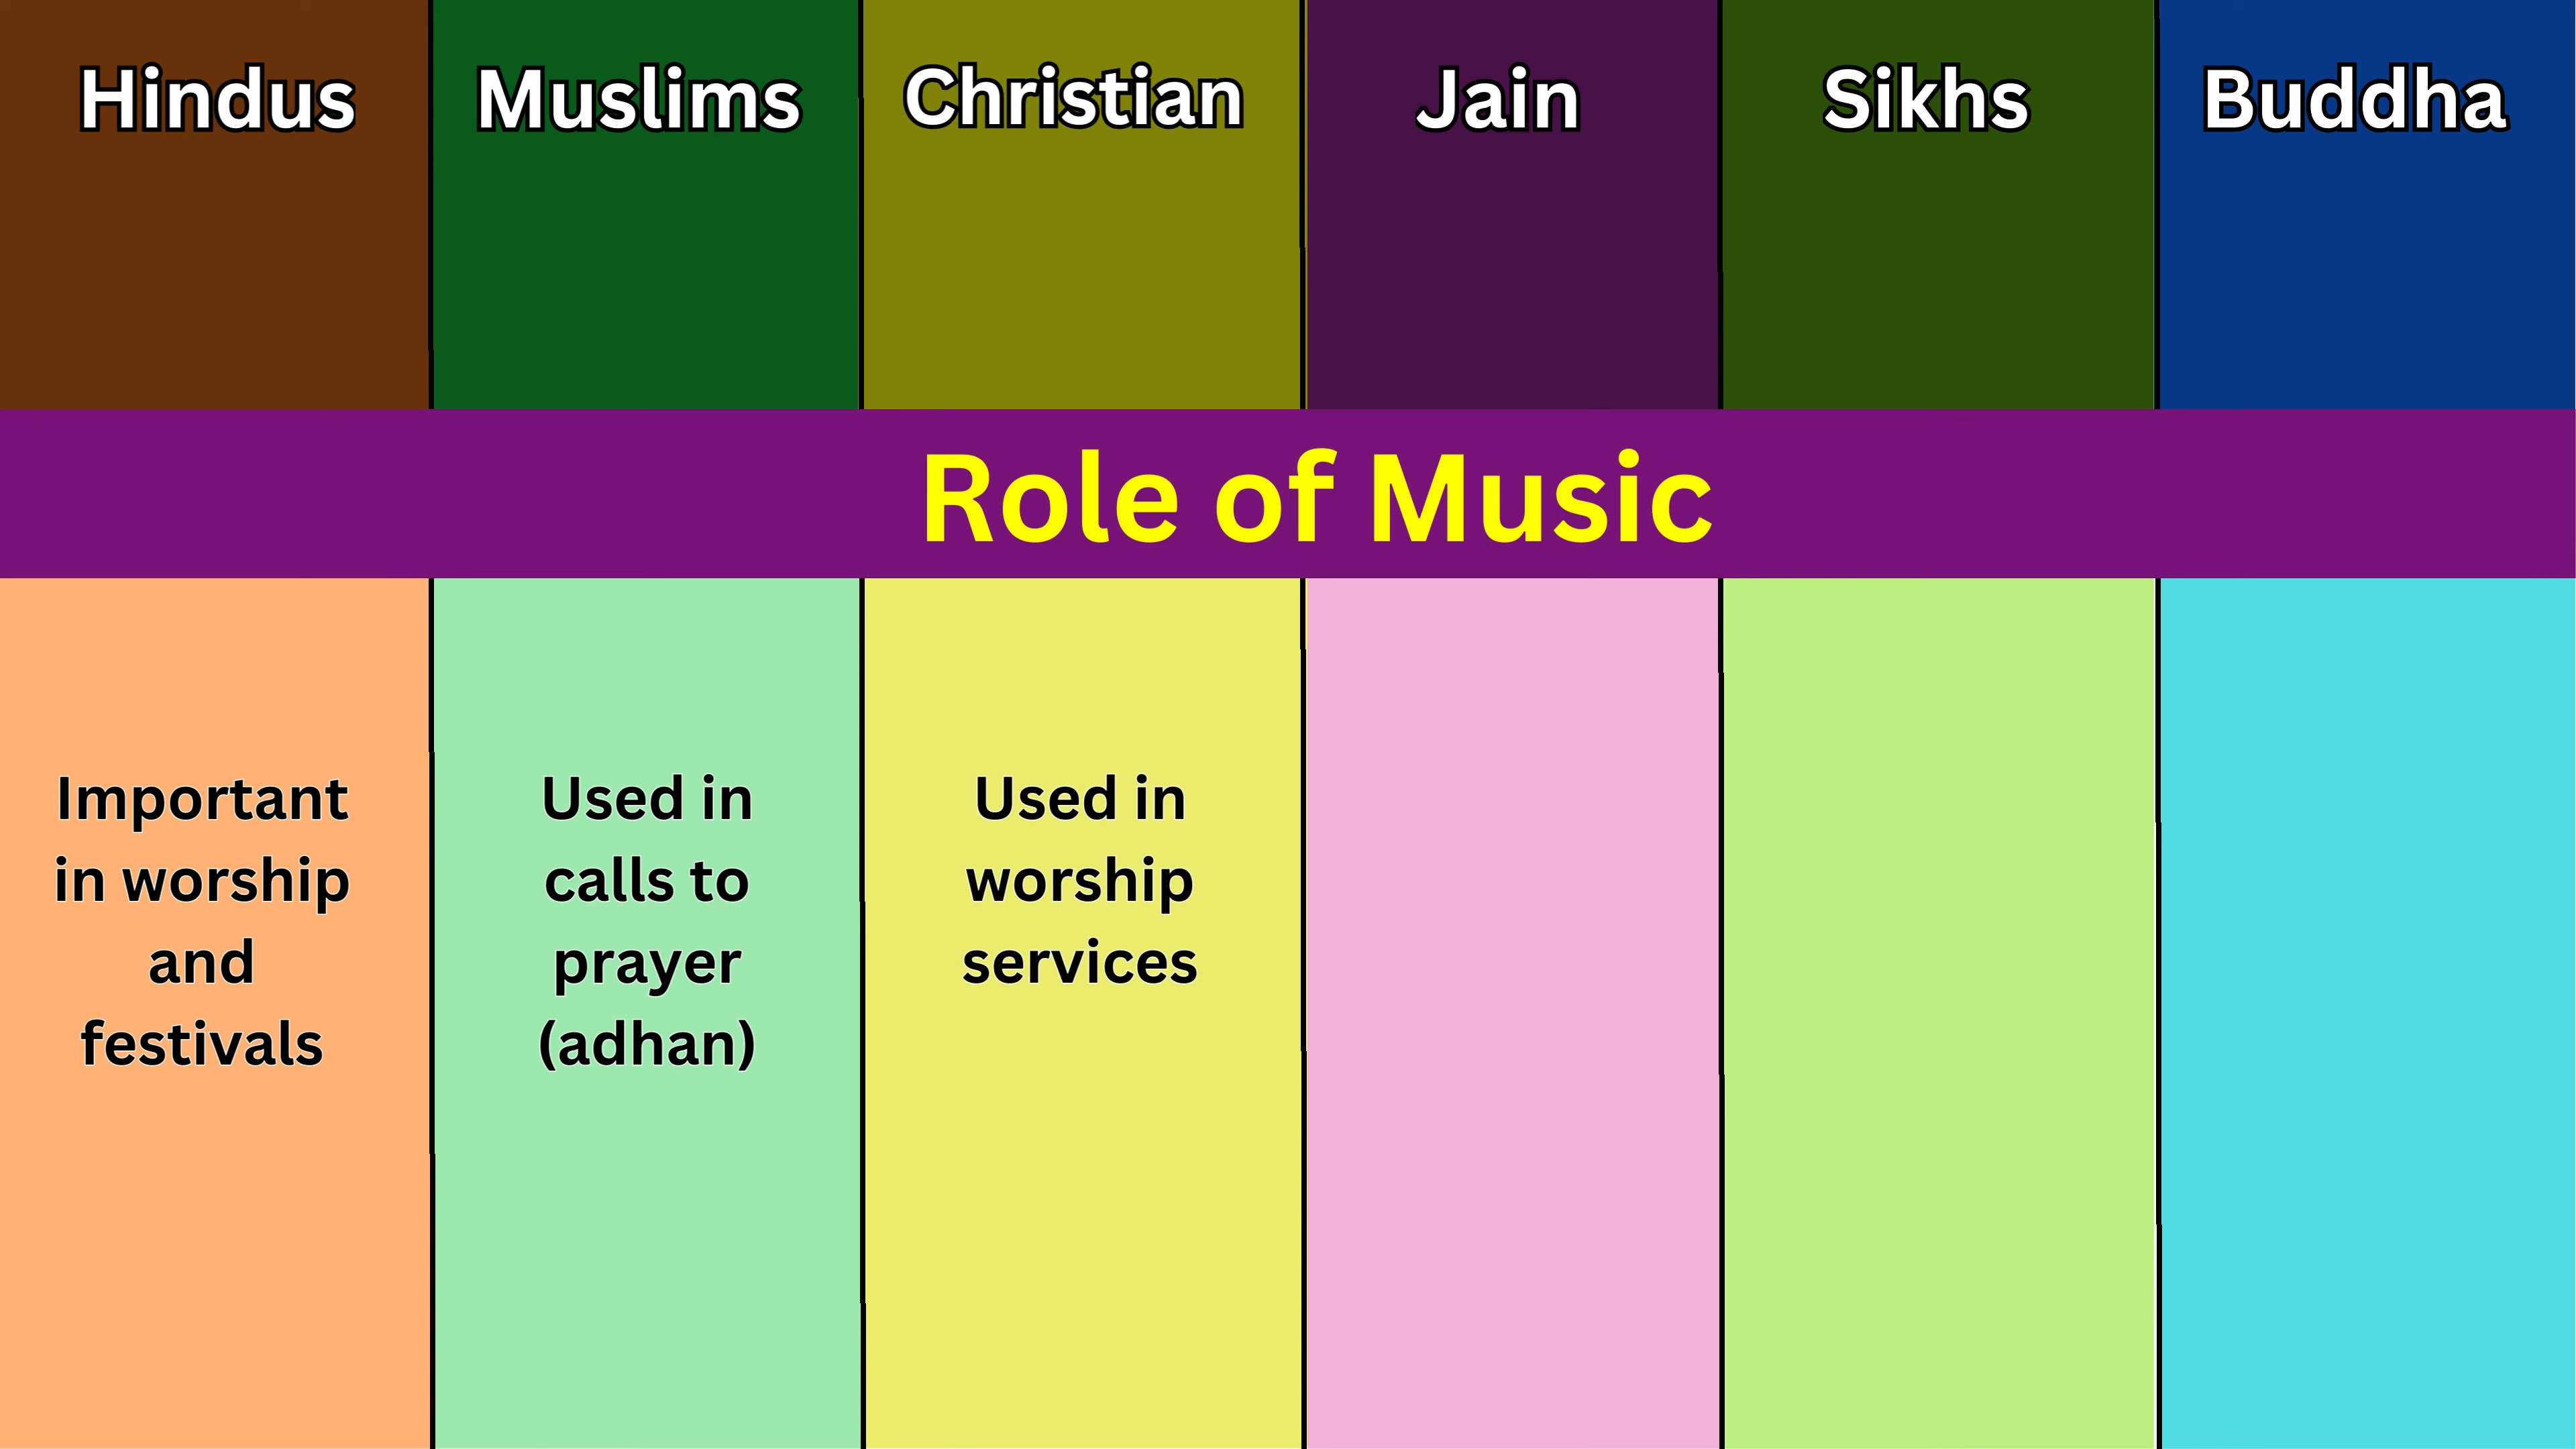 Hindus
Muslims
Christian
Jain
Sikhs
Buddha
Role of Music
Important
in worship
and
festivals
Used in
calls to
prayer
(adhan)
Used in
worship
services